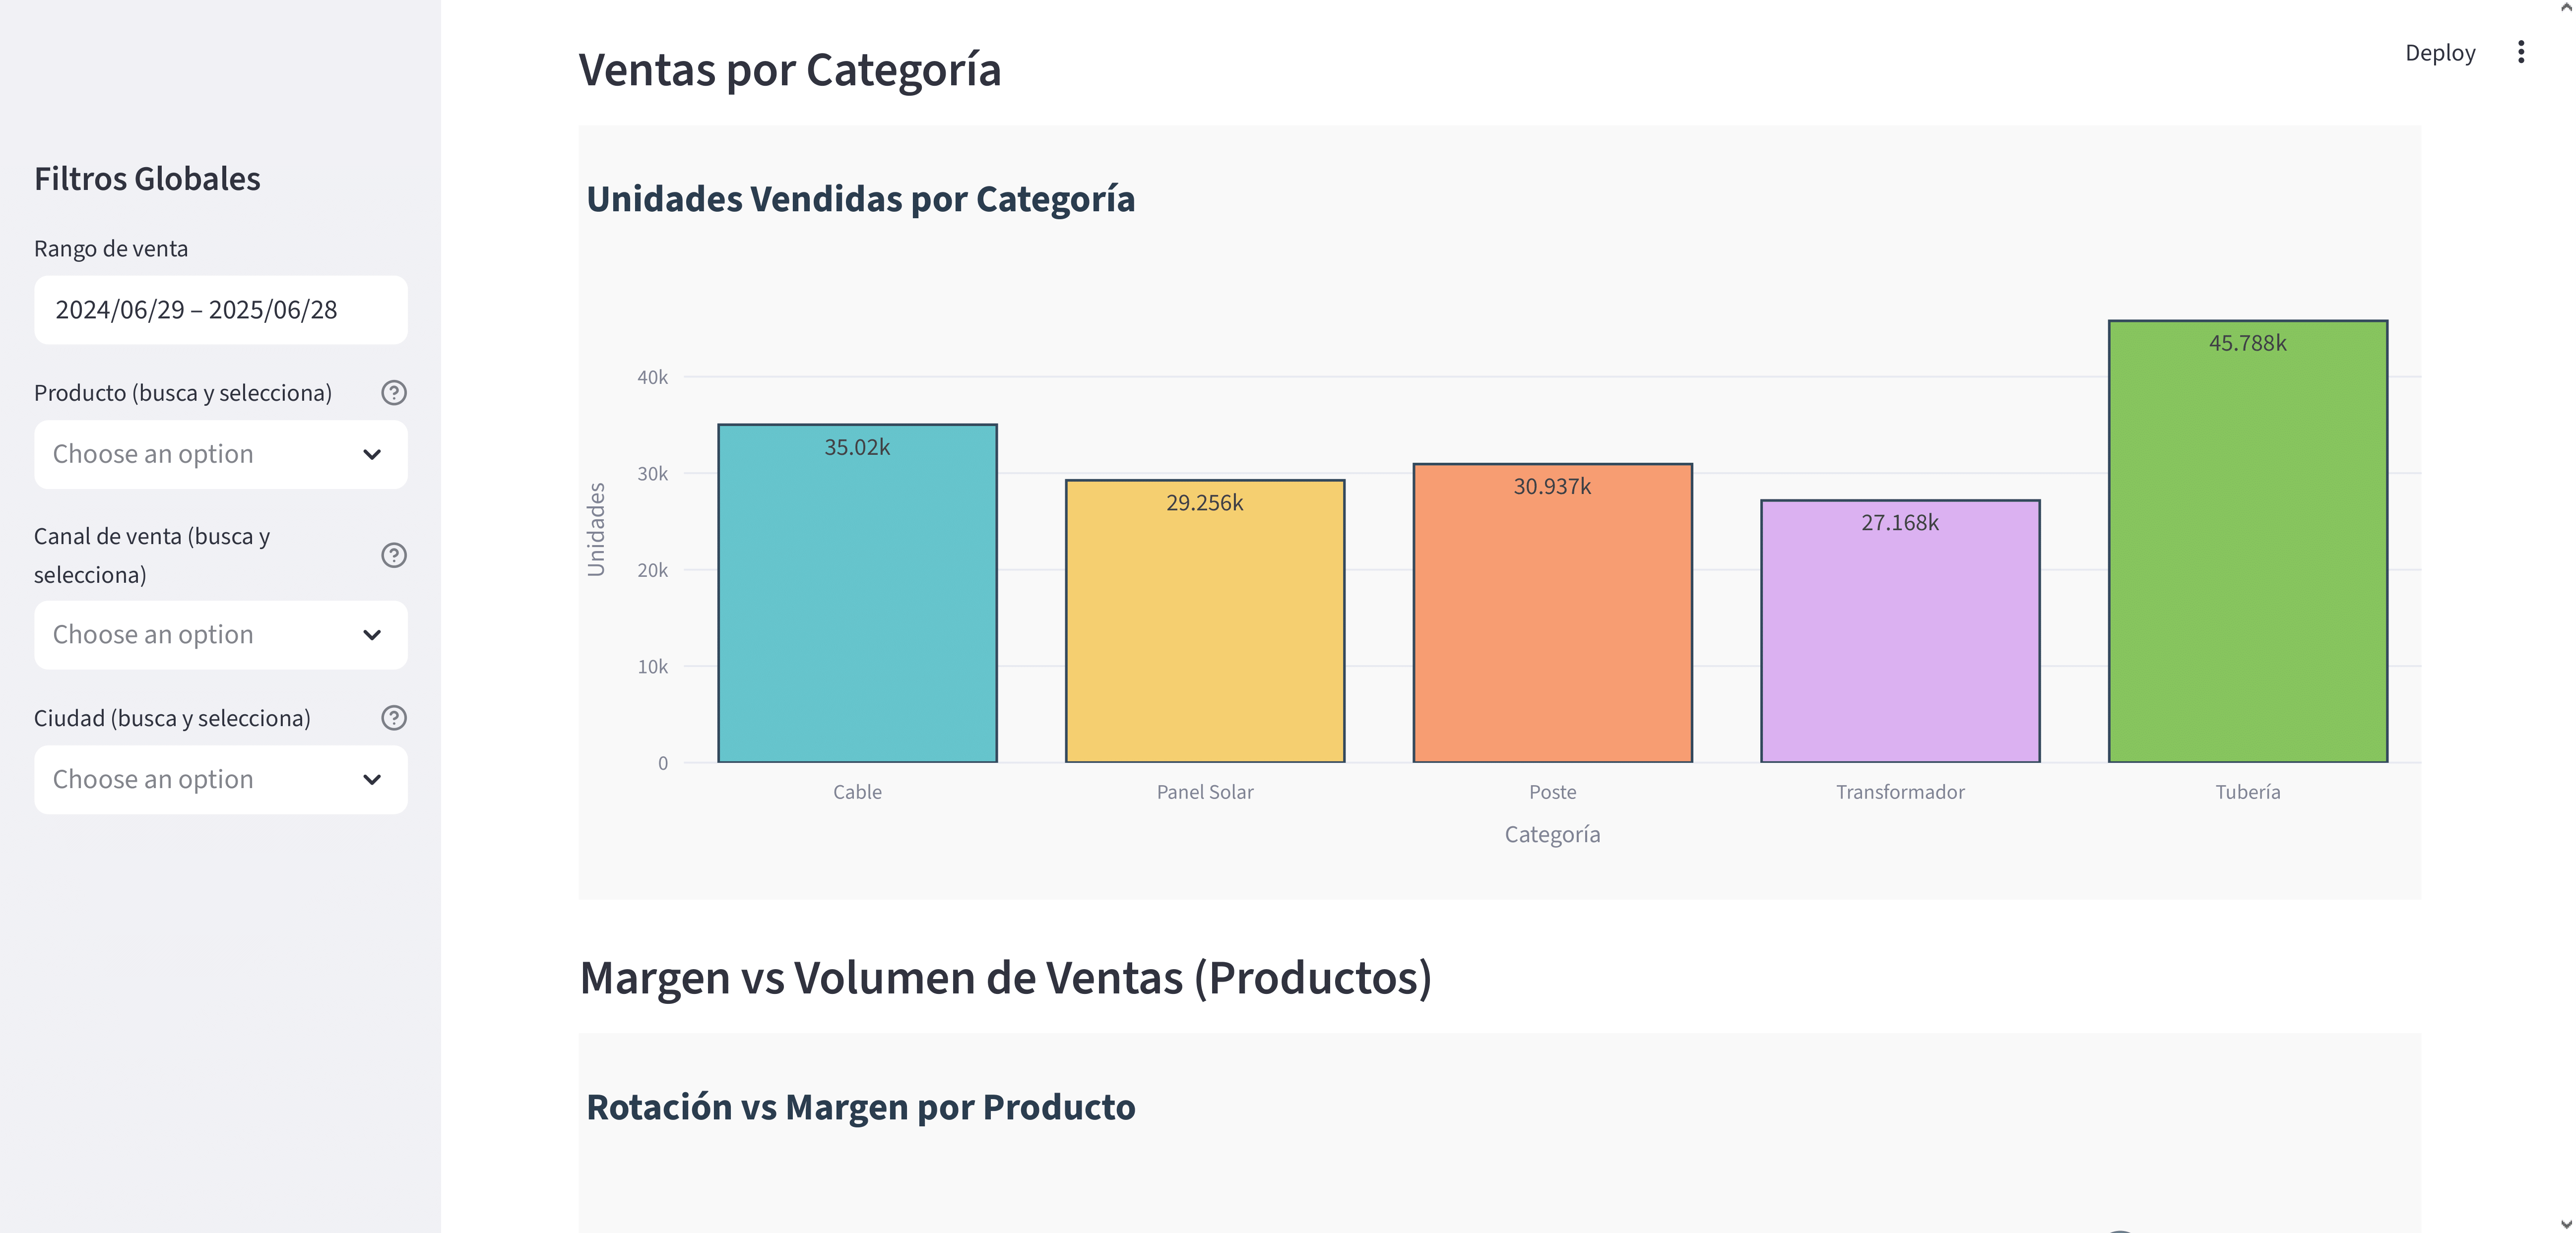 Deploy
Filtros Globales
Rango de venta
2024/06/29 – 2025/06/28
Producto (busca y selecciona)
Choose an option
Canal de venta (busca y
selecciona)
Choose an option
Ciudad (busca y selecciona)
Choose an option
Ventas por Categoría
Unidades Vendidas por Categoría
Unidades
40k
30k
20k
10k
0
35.02k
29.256k
30.937k
27.168k
45.788k
Cable
Panel Solar
Poste
Transformador
Tubería
Categoría
Margen vs Volumen de Ventas (Productos)
Rotación vs Margen por Producto